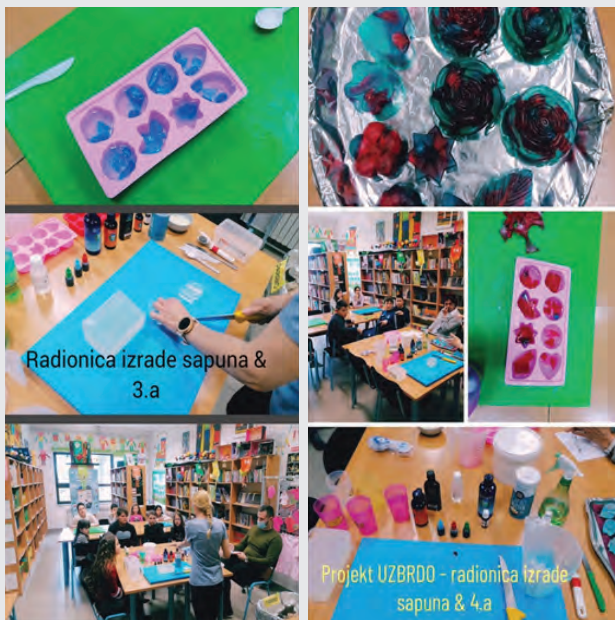 Radionica izrade sapuna &
3.a
Projekt UZBRDO - radionica izrade
sapuna & 4.a